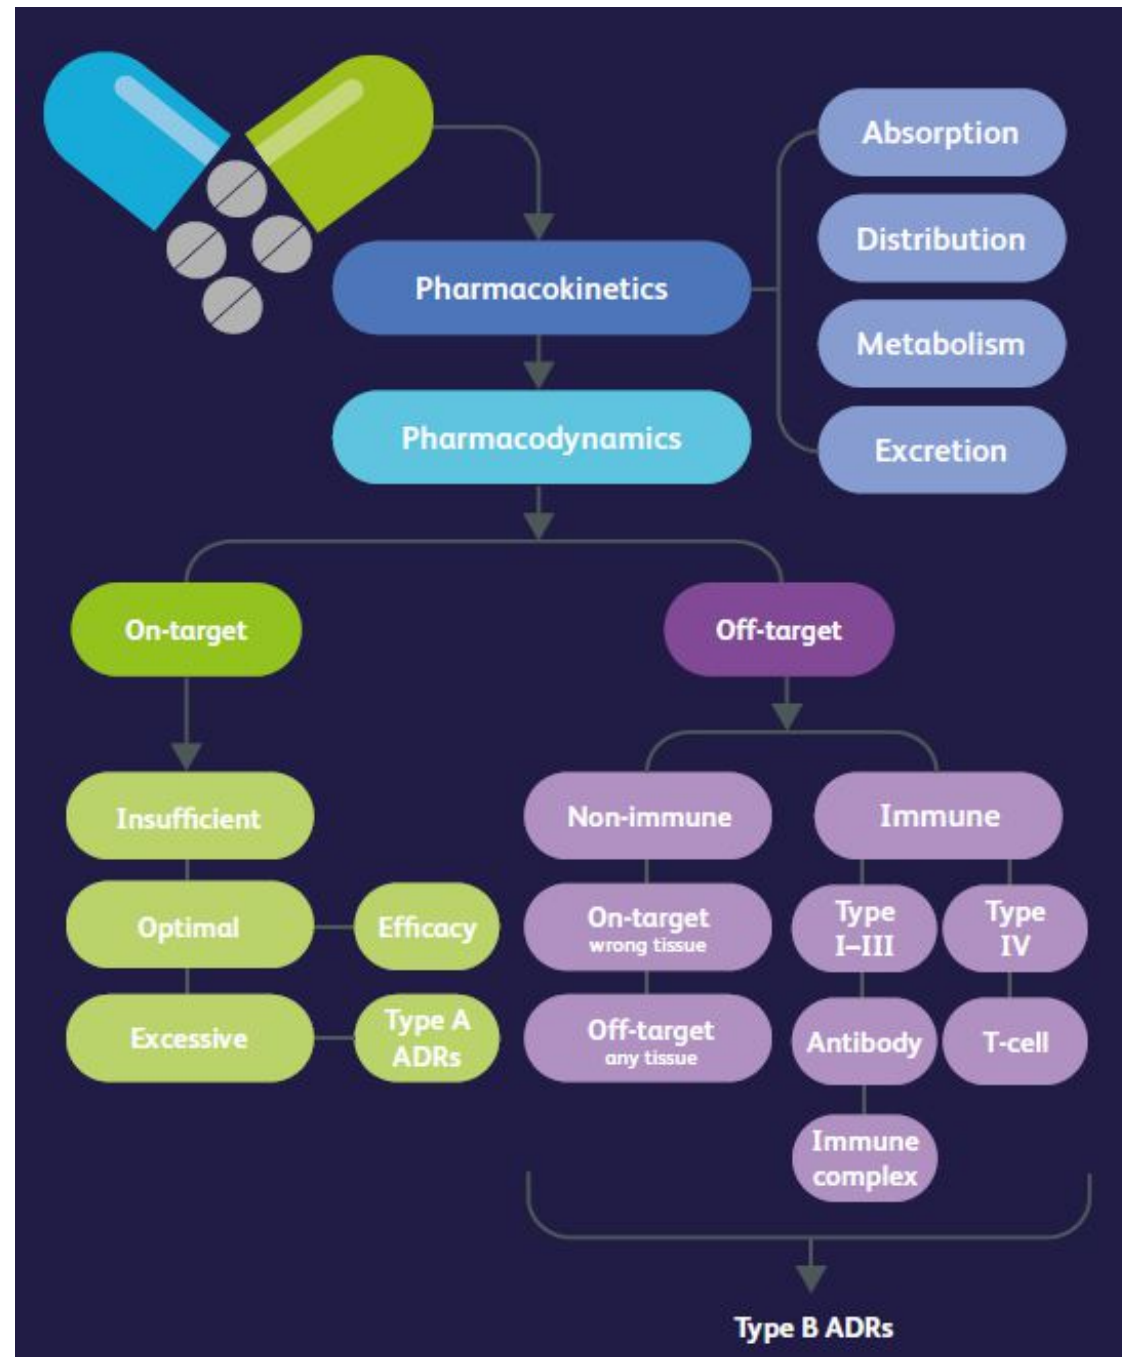 Absorption
Distribution
Pharmacokinetics
Metabolism
Excretion
Pharmacodynamics
On-target
Off-target
Insufficient
Optimal
Efficacy
Excessive
Type A
ADRs
Non-immune
On-target
wrong tissue
Off-target
any tissue
Immune
Type
I–III
Antibody
Immune
complex
Type
IV
T-cell
Type B ADRs